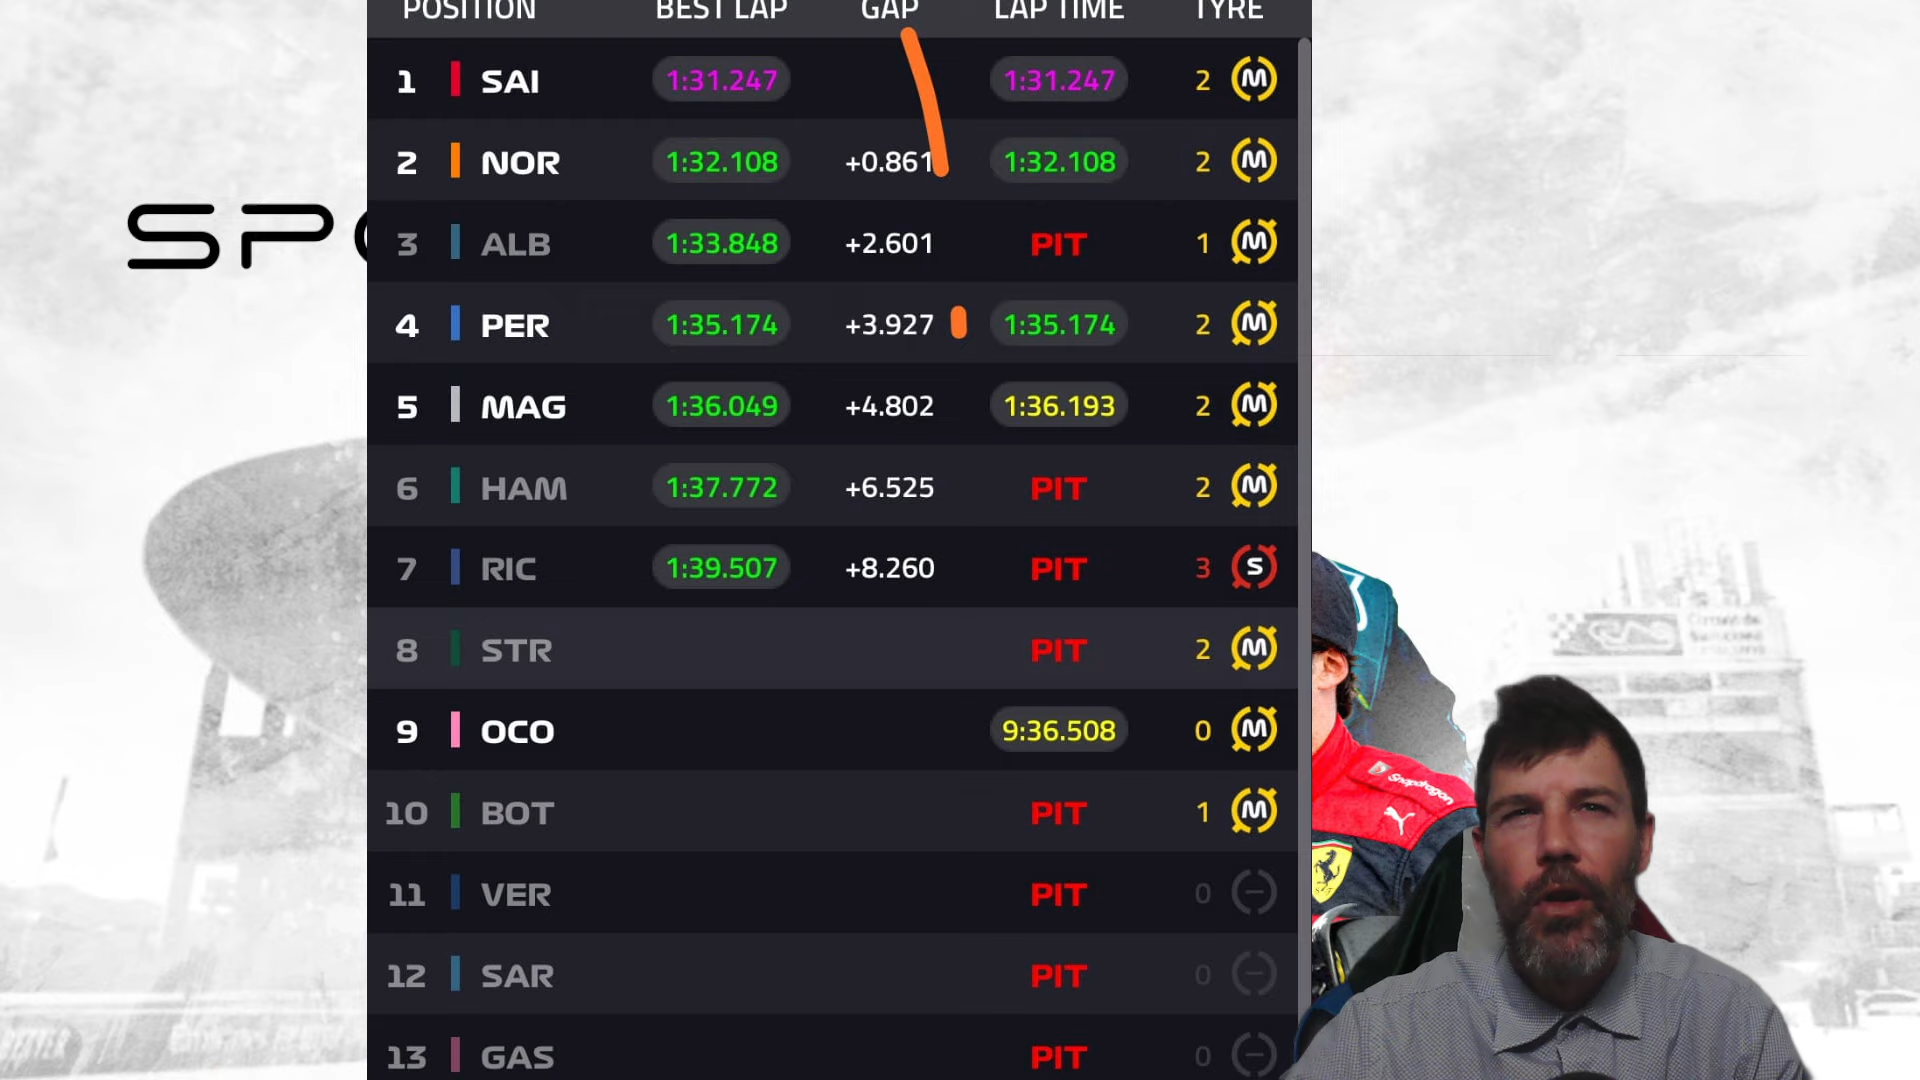 POSITION BEST LAP GAP LAP TIME TYRE
1 SAI 1:31.247 1:31.247 2 M
2 NOR 1:32.108 +0.861 1:32.108 2 M
SP
3 ALB 1:33.848 +2.601 PIT 1 M
4 PER 1:35.174 +3.927 1:35.174 2 M
5 MAG 1:36.049 +4.802 1:36.193 2 M
6 HAM 1:37.772 +6.525 PIT 2 M
7 RIC 1:39.507 +8.260 PIT 3 S
8 STR PIT 2 M
9 OCO 9:36.508 0 M
Snapdragon
10 BOT PIT 1 M
11 VER PIT 0
12 SAR PIT 0
13 GAS PIT 0